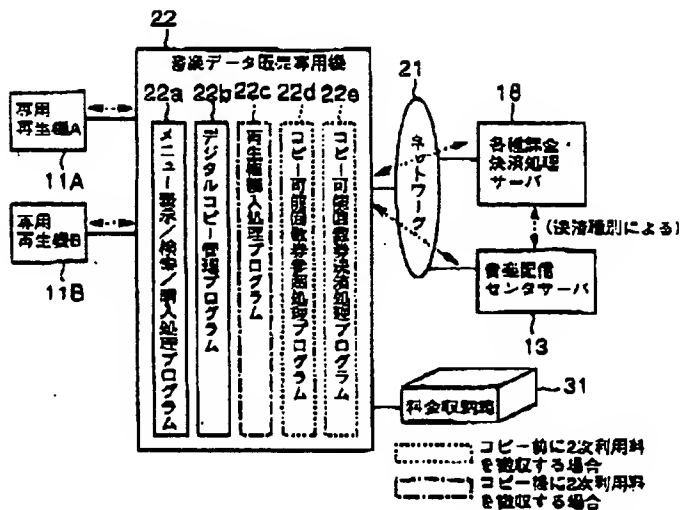 22
音楽データ販売専用機
22a
22b
22c
22d
22e
メニュー表示/検索/購入処理プログラム
デジタルコピー管理プログラム
再生権購入処理プログラム
コピー可能回数券参照処理プログラム
コピー可能回数券決済処理プログラム
専用
再生機A
11A
専用
再生機B
11B
21
ネットワーク
18
各種課金・
決済処理
サーバ
(決済種別による)
音楽配信
センタサーバ
13
料金収納箱
31
コピー前に2次利用料
を徴収する場合
コピー後に2次利用料
を徴収する場合